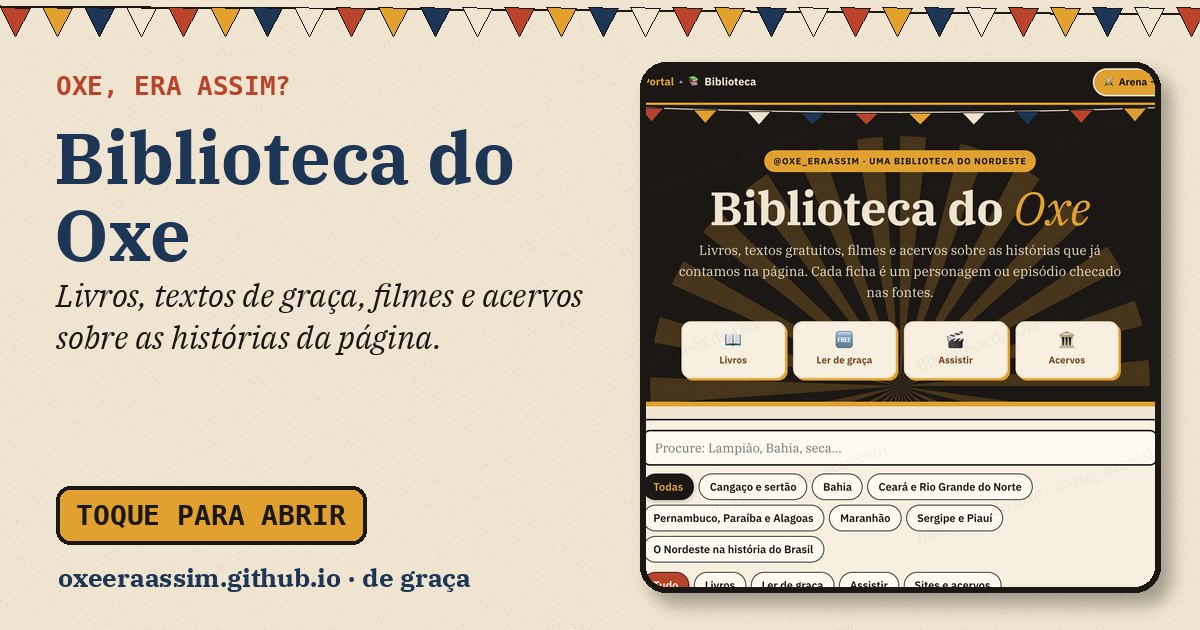 OXE, ERA ASSIM?
Biblioteca do
Oxe
Livros, textos de graça, filmes e acervos
sobre as histórias da página.
TOQUE PARA ABRIR
oxeeraassim.github.io · de graça
ortal • Biblioteca
Arena
@OXE_ERAASSIM · UMA BIBLIOTECA DO NORDESTE
Biblioteca do Oxe
Livros, textos gratuitos, filmes e acervos sobre as histórias que já
contamos na página. Cada ficha é um personagem ou episódio checado
nas fontes.
Livros
FREE
Ler de graça
Assistir
Acervos
Procure: Lampião, Bahia, seca...
Todas
Cangaço e sertão
Bahia
Ceará e Rio Grande do Norte
Pernambuco, Paraíba e Alagoas
Maranhão
Sergipe e Piauí
O Nordeste na história do Brasil
Tudo
Livros
Ler de graça
Assistir
Sites e acervos